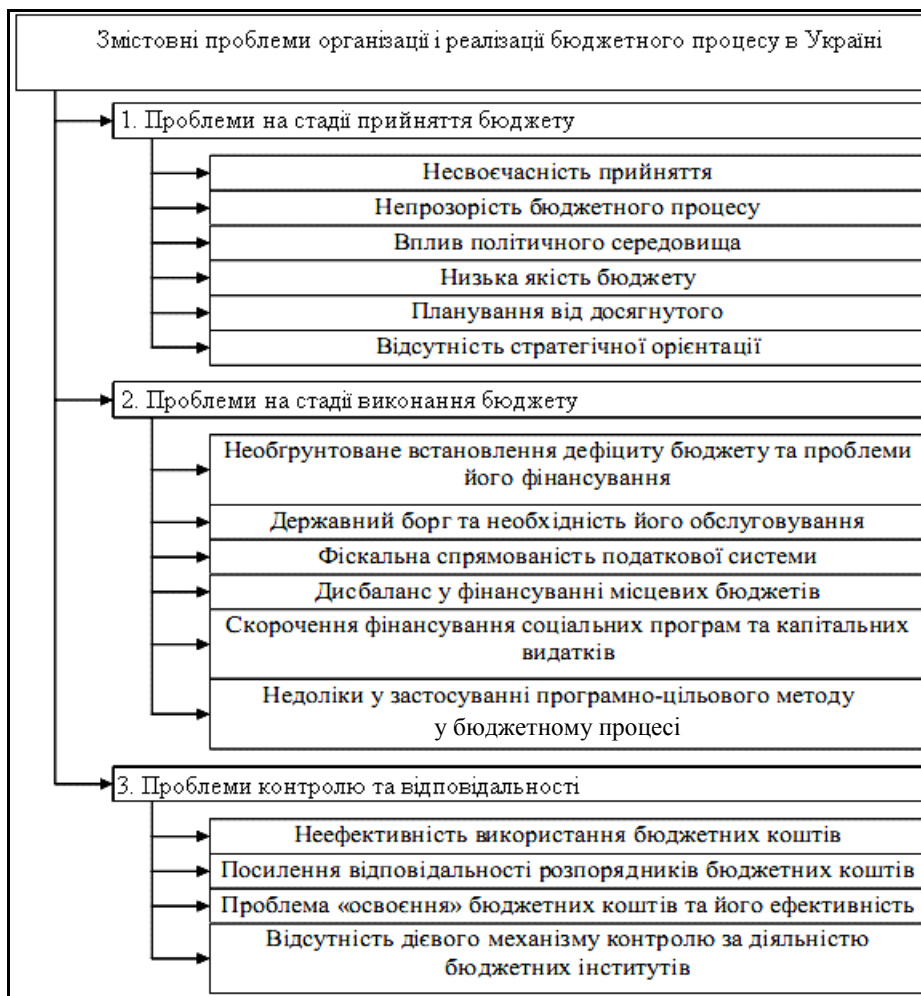 Змістовні проблеми організації і реалізації бюджетного процесу в Україні
1. Проблеми на стадії прийняття бюджету
Несвоєчасність прийняття
Непрозорість бюджетного процесу
Вплив політичного середовища
Низька якість бюджету
Планування від досягнутого
Відсутність стратегічної орієнтації
2. Проблеми на стадії виконання бюджету
Необґрунтоване встановлення дефіциту бюджету та проблеми
його фінансування
Державний борг та необхідність його обслуговування
Фіскальна спрямованість податкової системи
Дисбаланс у фінансуванні місцевих бюджетів
Скорочення фінансування соціальних програм та капітальних
видатків
Недоліки у застосуванні програмно-цільового методу
у бюджетному процесі
3. Проблеми контролю та відповідальності
Неефективність використання бюджетних коштів
Посилення відповідальності розпорядників бюджетних коштів
Проблема «освоєння» бюджетних коштів та його ефективність
Відсутність дієвого механізму контролю за діяльністю
бюджетних інститутів